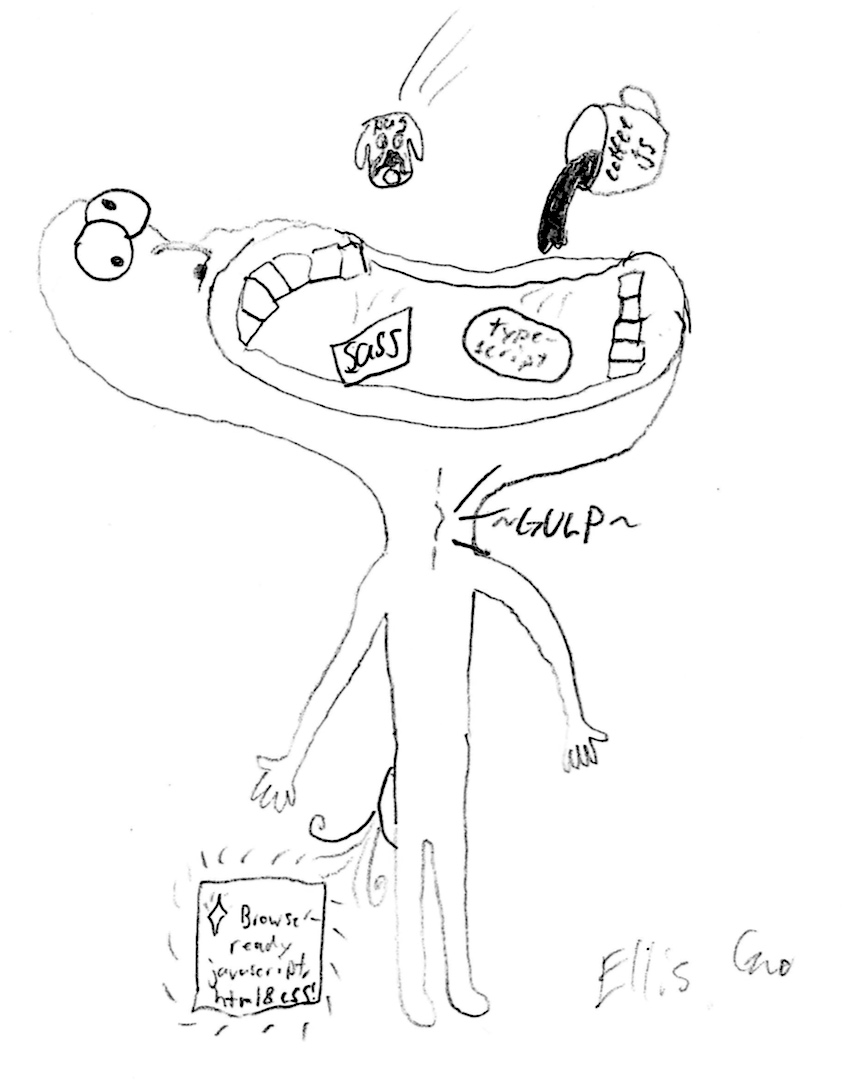 pug
coffee
js
sass
type-
script
~GULP~
Browser-
ready
javascript,
html & css!
Ellis Guo